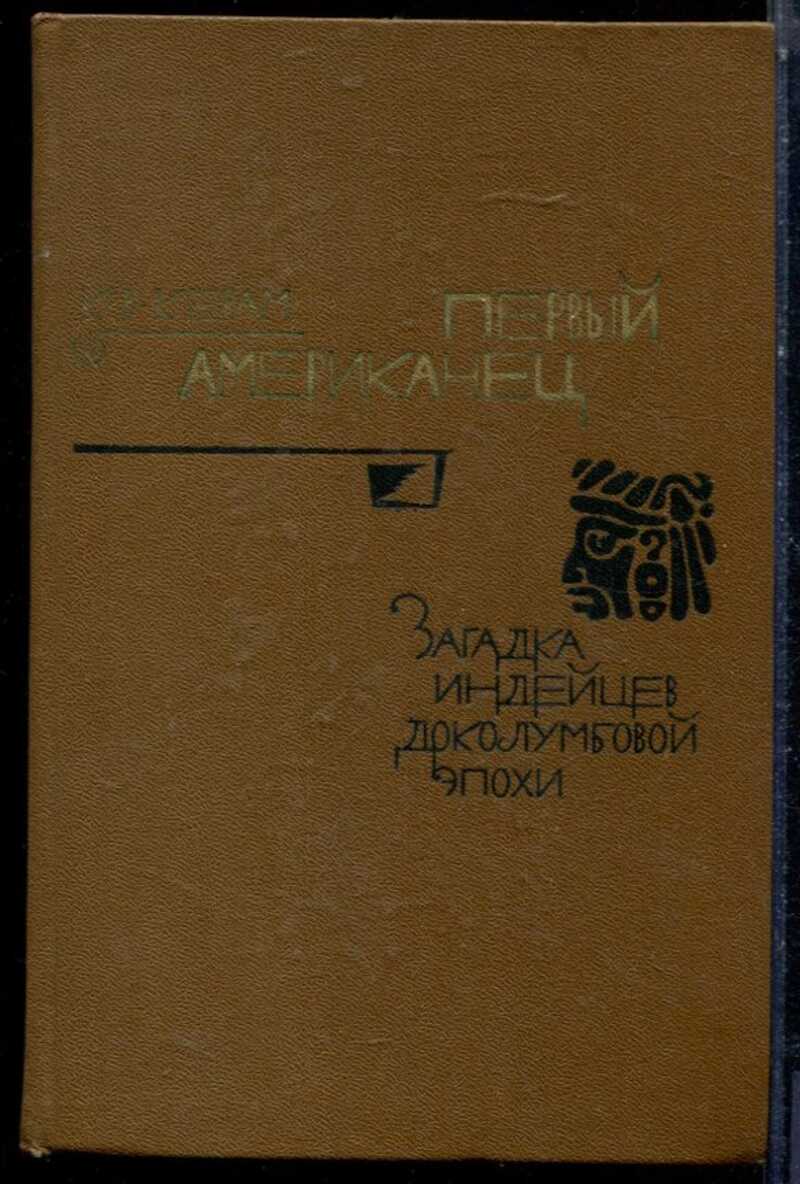 К.В. КЕРАМ
ПЕРВЫЙ
АМЕРИКАНЕЦ
ЗАГАДКА
ИНДЕЙЦЕВ
ДОКОЛУМБОВОЙ
ЭПОХИ